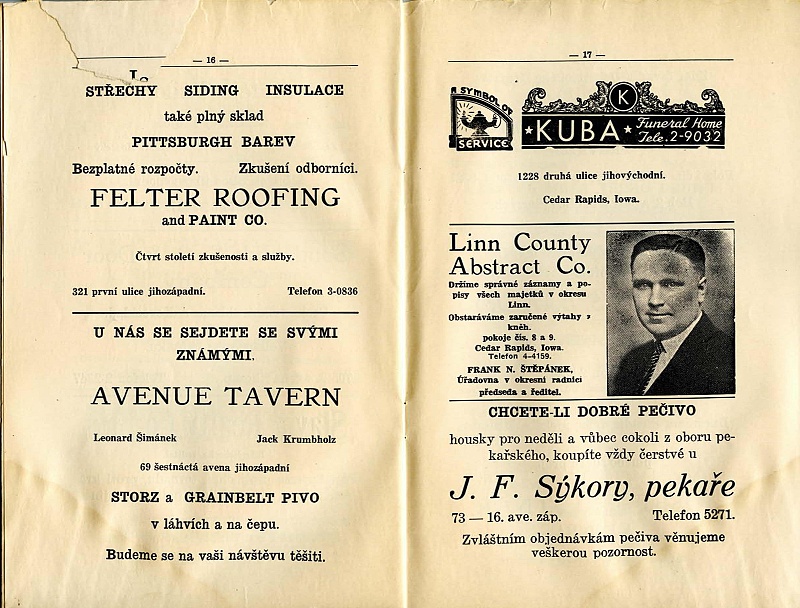 — 16 —
STŘECHY SIDING INSULACE
také plný sklad
PITTSBURGH BAREV
Bezplatné rozpočty. Zkušení odborníci.
FELTER ROOFING
and PAINT CO.
Čtvrt století zkušenosti a služby.
321 první ulice jihozápadní. Telefon 3-0836
U NÁS SE SEJDETE SE SVÝMI
ZNÁMÝMI.
AVENUE TAVERN
Leonard Šimánek Jack Krumbholz
69 šestnáctá avena jihozápadní
STORZ a GRAINBELT PIVO
v láhvích a na čepu.
Budeme se na vaši návštěvu těšiti.
— 17 —
A SYMBOL OF
SERVICE
K
KUBA Funeral Home
Tele. 2-9032
1228 druhá ulice jihovýchodní.
Cedar Rapids, Iowa.
Linn County
Abstract Co.
Držíme správné záznamy a po-
pisy všech majetků v okresu
Linn.
Obstaráváme zaručené výtahy z
kněh.
pokoje čís. 8 a 9.
Cedar Rapids, Iowa.
Telefon 4-4159.
FRANK N. ŠTĚPÁNEK,
Úřadovna v okresní radnici
předseda a ředitel.
CHCETE-LI DOBRÉ PEČIVO
housky pro neděli a vůbec cokoli z oboru pe-
kařského, koupíte vždy čerstvé u
J. F. Sýkory, pekaře
73 — 16. ave. záp. Telefon 5271.
Zvláštním objednávkám pečiva věnujeme
veškerou pozornost.